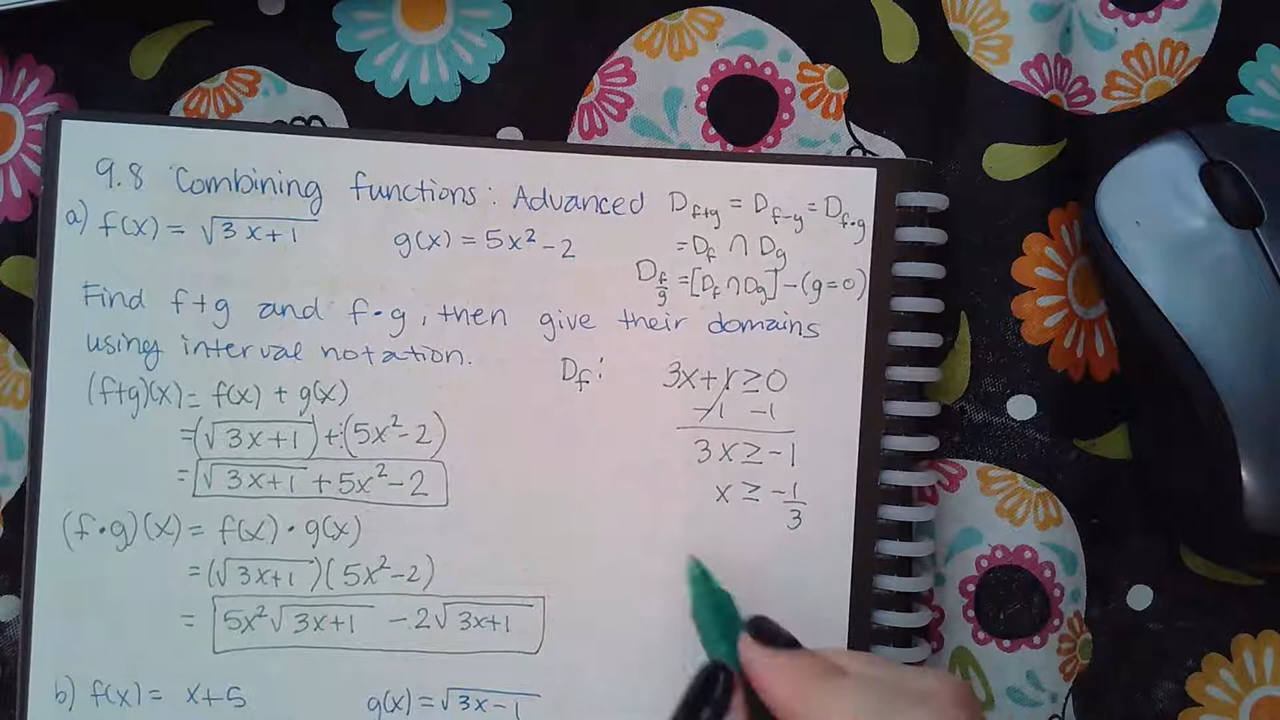 9.8 Combining functions: Advanced
D_{f+g} = D_{f-g} = D_{f•g}
= D_f ∩ D_g
D_{f/g} = [D_f ∩ D_g] - (g=0)
a) f(x) = √(3x+1) g(x) = 5x² - 2
Find f+g and f•g, then give their domains
using interval notation.
(f+g)(x) = f(x) + g(x)
= (√(3x+1)) + (5x² - 2)
= √(3x+1) + 5x² - 2
(f•g)(x) = f(x) • g(x)
= (√(3x+1))(5x² - 2)
= 5x²√(3x+1) - 2√(3x+1)
D_f: 3x+1 ≥ 0
-1 -1
3x ≥ -1
x ≥ -1/3
b) f(x) = x+5 g(x) = √(3x-1)